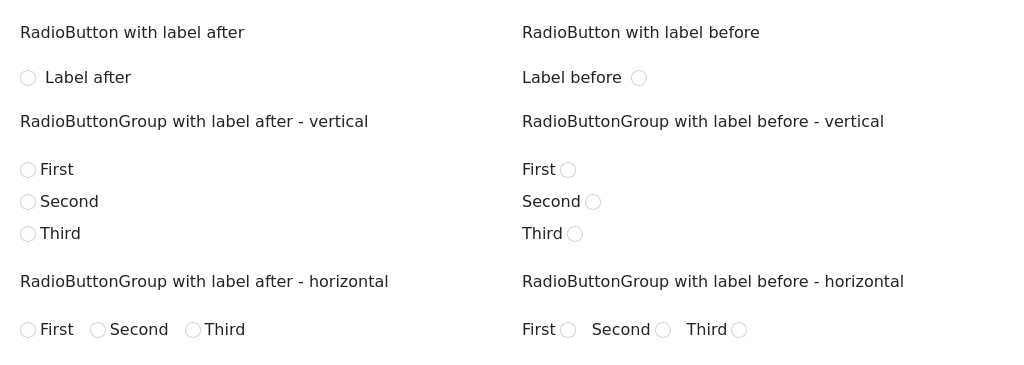 RadioButton with label after
Label after
RadioButtonGroup with label after - vertical
First
Second
Third
RadioButtonGroup with label after - horizontal
First Second Third
RadioButton with label before
Label before
RadioButtonGroup with label before - vertical
First
Second
Third
RadioButtonGroup with label before - horizontal
First Second Third